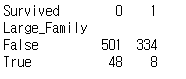 Survived 0 1
Large_Family
False 501 334
True 48 8